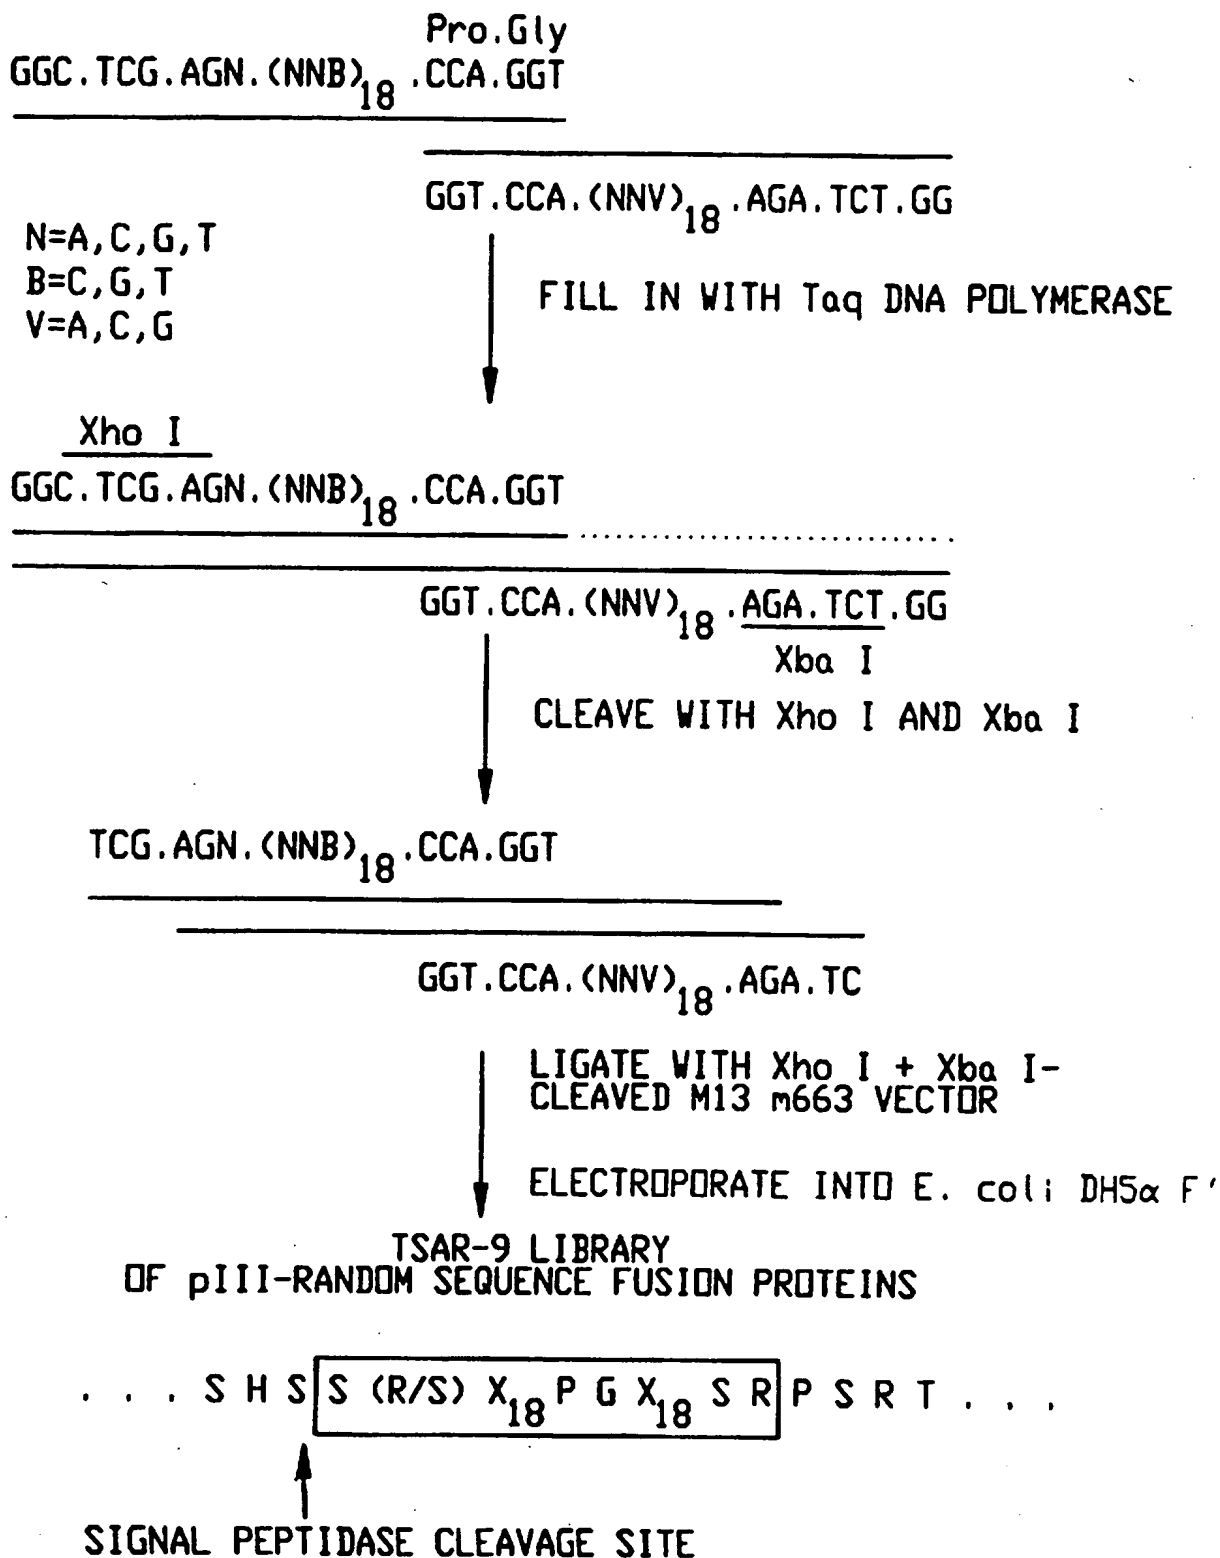 Pro.Gly
GGC.TCG.AGN.(NNB)18.CCA.GGT
GGT.CCA.(NNV)18.AGA.TCT.GG
N=A,C,G,T
B=C,G,T
V=A,C,G
FILL IN WITH Taq DNA POLYMERASE
Xho I
GGC.TCG.AGN.(NNB)18.CCA.GGT
GGT.CCA.(NNV)18.AGA.TCT.GG
Xba I
CLEAVE WITH Xho I AND Xba I
TCG.AGN.(NNB)18.CCA.GGT
GGT.CCA.(NNV)18.AGA.TC
LIGATE WITH Xho I + Xba I-
CLEAVED M13 m663 VECTOR
ELECTROPORATE INTO E. coli DH5α F'
TSAR-9 LIBRARY
OF pIII-RANDOM SEQUENCE FUSION PROTEINS
. . . S H S S (R/S) X18 P G X18 S R P S R T . . .
SIGNAL PEPTIDASE CLEAVAGE SITE